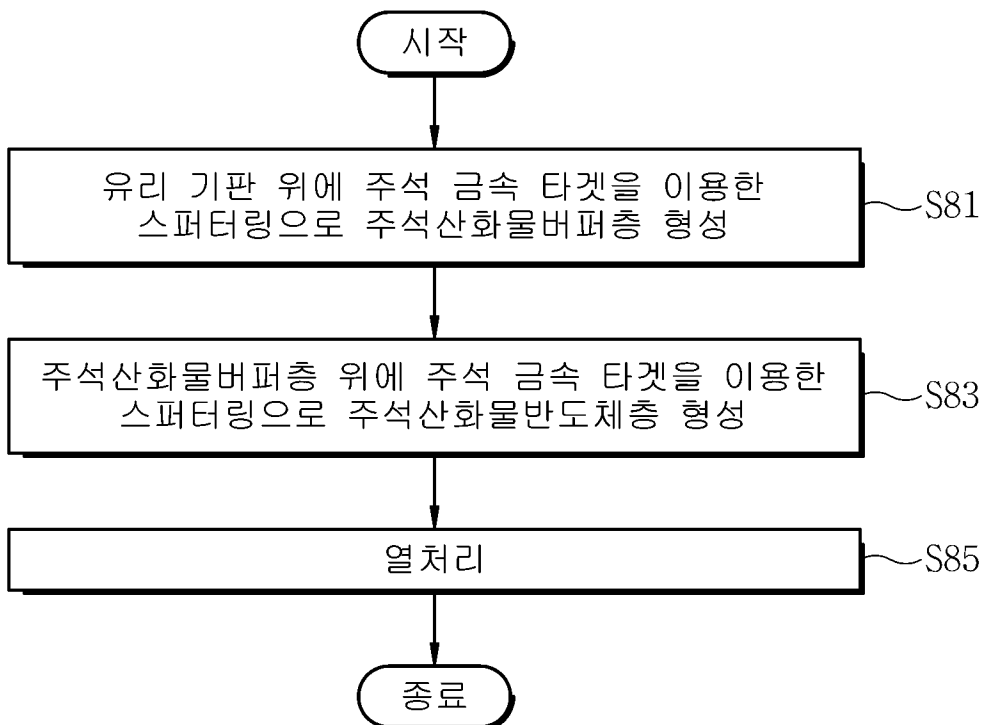 시작
유리 기판 위에 주석 금속 타겟을 이용한
스퍼터링으로 주석산화물버퍼층 형성
S81
주석산화물버퍼층 위에 주석 금속 타겟을 이용한
스퍼터링으로 주석산화물반도체층 형성
S83
열처리
S85
종료